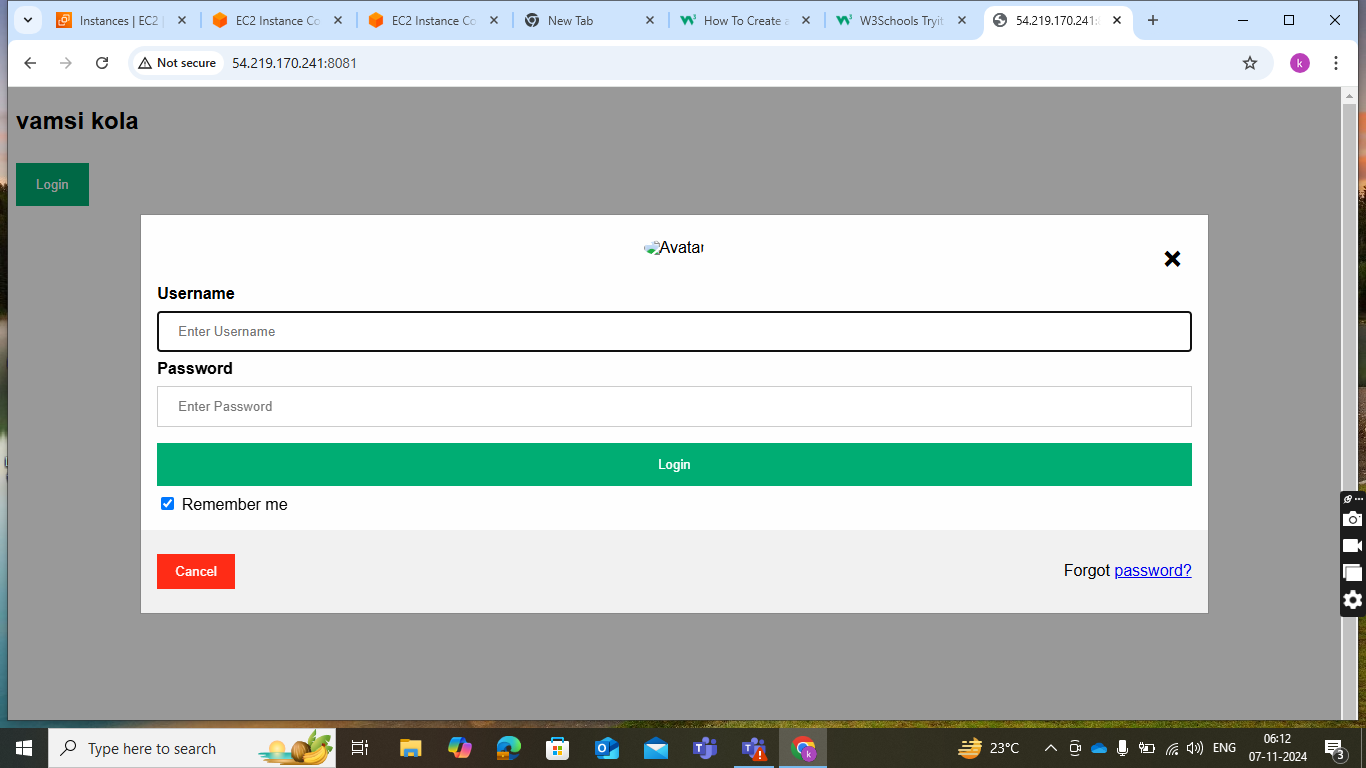 Instances | EC2 |
EC2 Instance Co
EC2 Instance Co
New Tab
How To Create a
W3Schools Tryit
54.219.170.241:
Not secure
54.219.170.241:8081
k
vamsi kola
Login
Avatar
Username
Enter Username
Password
Enter Password
Login
Remember me
Cancel
Forgot password?
Type here to search
23°C
ENG
06:12
07-11-2024
3